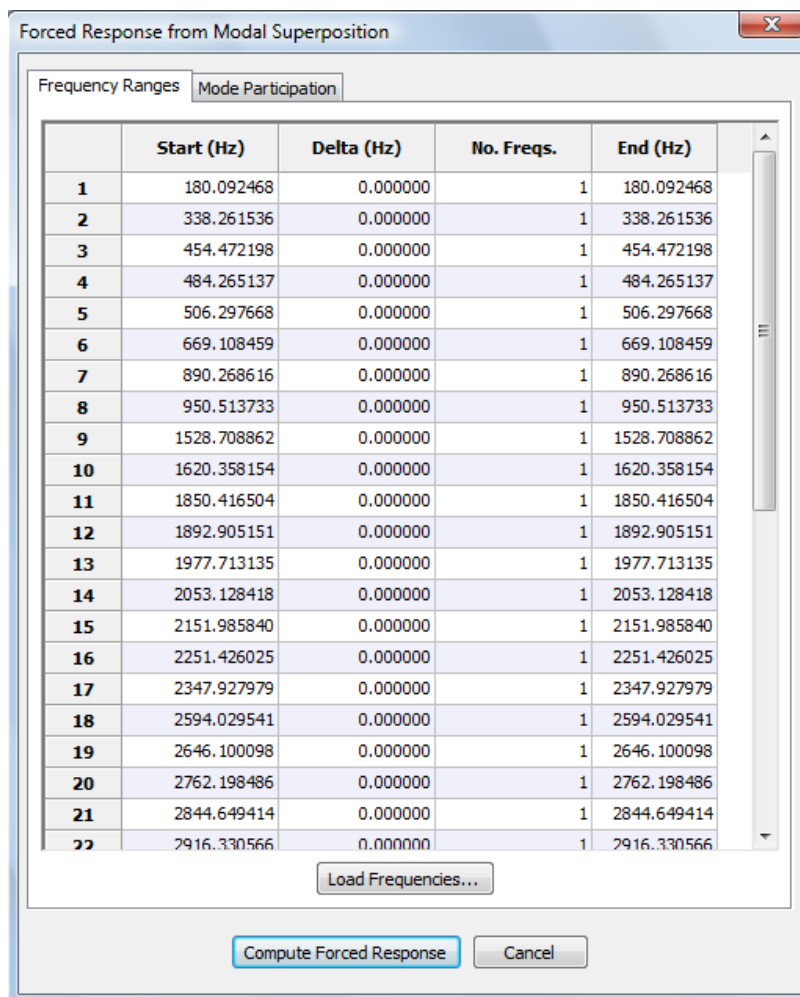 Forced Response from Modal Superposition
Frequency Ranges Mode Participation
Start (Hz) Delta (Hz) No. Freqs. End (Hz)
1 180.092468 0.000000 1 180.092468
2 338.261536 0.000000 1 338.261536
3 454.472198 0.000000 1 454.472198
4 484.265137 0.000000 1 484.265137
5 506.297668 0.000000 1 506.297668
6 669.108459 0.000000 1 669.108459
7 890.268616 0.000000 1 890.268616
8 950.513733 0.000000 1 950.513733
9 1528.708862 0.000000 1 1528.708862
10 1620.358154 0.000000 1 1620.358154
11 1850.416504 0.000000 1 1850.416504
12 1892.905151 0.000000 1 1892.905151
13 1977.713135 0.000000 1 1977.713135
14 2053.128418 0.000000 1 2053.128418
15 2151.985840 0.000000 1 2151.985840
16 2251.426025 0.000000 1 2251.426025
17 2347.927979 0.000000 1 2347.927979
18 2594.029541 0.000000 1 2594.029541
19 2646.100098 0.000000 1 2646.100098
20 2762.198486 0.000000 1 2762.198486
21 2844.649414 0.000000 1 2844.649414
22 2916.330566 0.000000 1 2916.330566
Load Frequencies...
Compute Forced Response Cancel